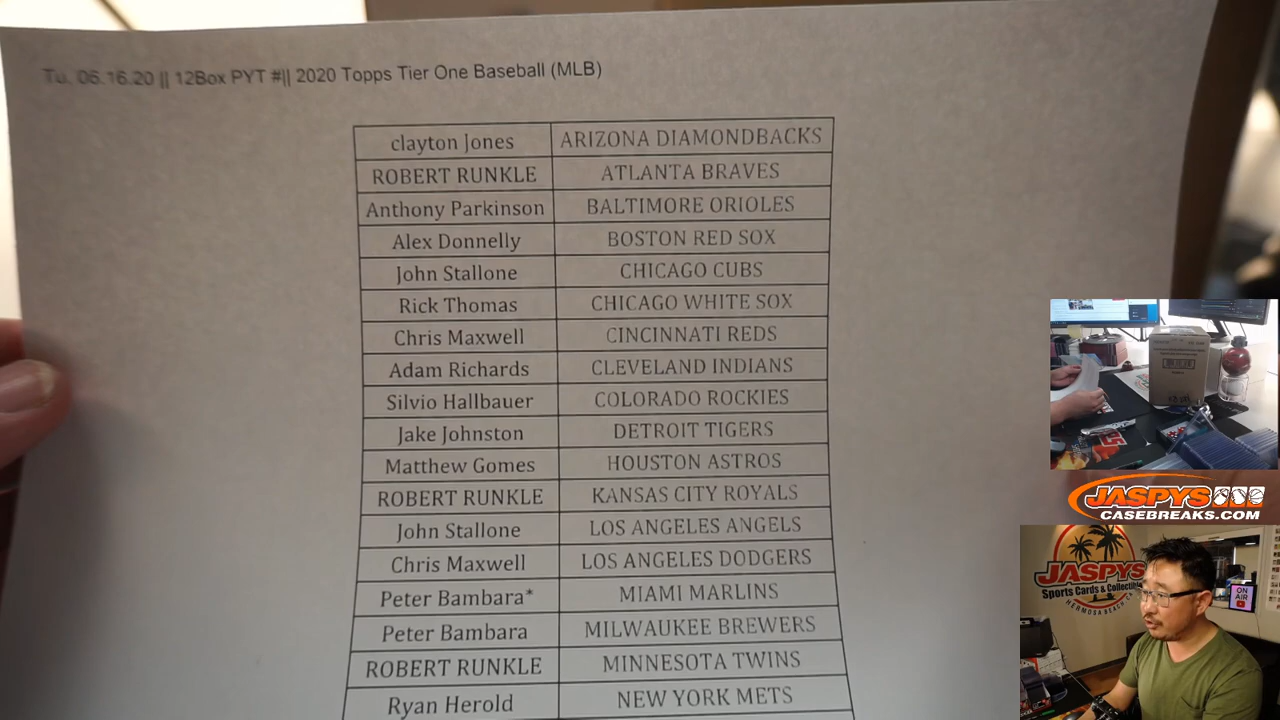 Tu. 06.16.20 || 12Box PYT #|| 2020 Topps Tier One Baseball (MLB)
clayton Jones ARIZONA DIAMONDBACKS
ROBERT RUNKLE ATLANTA BRAVES
Anthony Parkinson BALTIMORE ORIOLES
Alex Donnelly BOSTON RED SOX
John Stallone CHICAGO CUBS
Rick Thomas CHICAGO WHITE SOX
Chris Maxwell CINCINNATI REDS
Adam Richards CLEVELAND INDIANS
Silvio Hallbauer COLORADO ROCKIES
Jake Johnston DETROIT TIGERS
Matthew Gomes HOUSTON ASTROS
ROBERT RUNKLE KANSAS CITY ROYALS
John Stallone LOS ANGELES ANGELS
Chris Maxwell LOS ANGELES DODGERS
Peter Bambara* MIAMI MARLINS
Peter Bambara MILWAUKEE BREWERS
ROBERT RUNKLE MINNESOTA TWINS
Ryan Herold NEW YORK METS
JASPYS
CASEBREAKS.COM
JASPYS
Sports Cards & Collectibl
HERMOSA BEACH, CA
ON
AIR